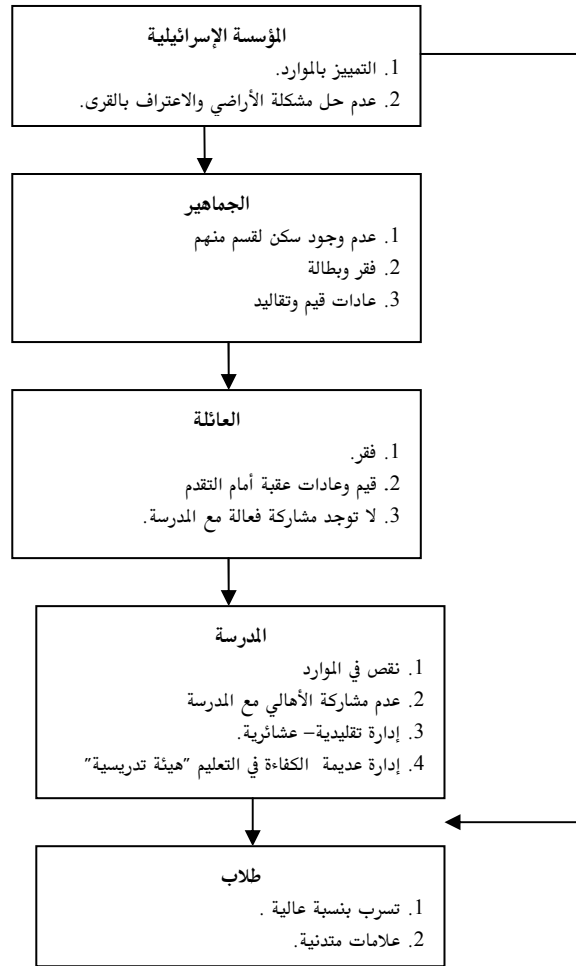 المؤسسة الإسرائيلية
1. التمييز بالموارد.
2. عدم حل مشكلة الأراضي والاعتراف بالقرى.
الجماهير
1. عدم وجود سكن لقسم منهم
2. فقر وبطالة
3. عادات قيم وتقاليد
العائلة
1. فقر.
2. قيم وعادات عقبة أمام التقدم
3. لا توجد مشاركة فعالة مع المدرسة.
المدرسة
1. نقص في الموارد
2. عدم مشاركة الأهالي مع المدرسة
3. إدارة تقليدية– عشائرية.
4. إدارة عديمة الكفاءة في التعليم "هيئة تدريسية"
طلاب
1. تسرب بنسبة عالية .
2. علامات متدنية.